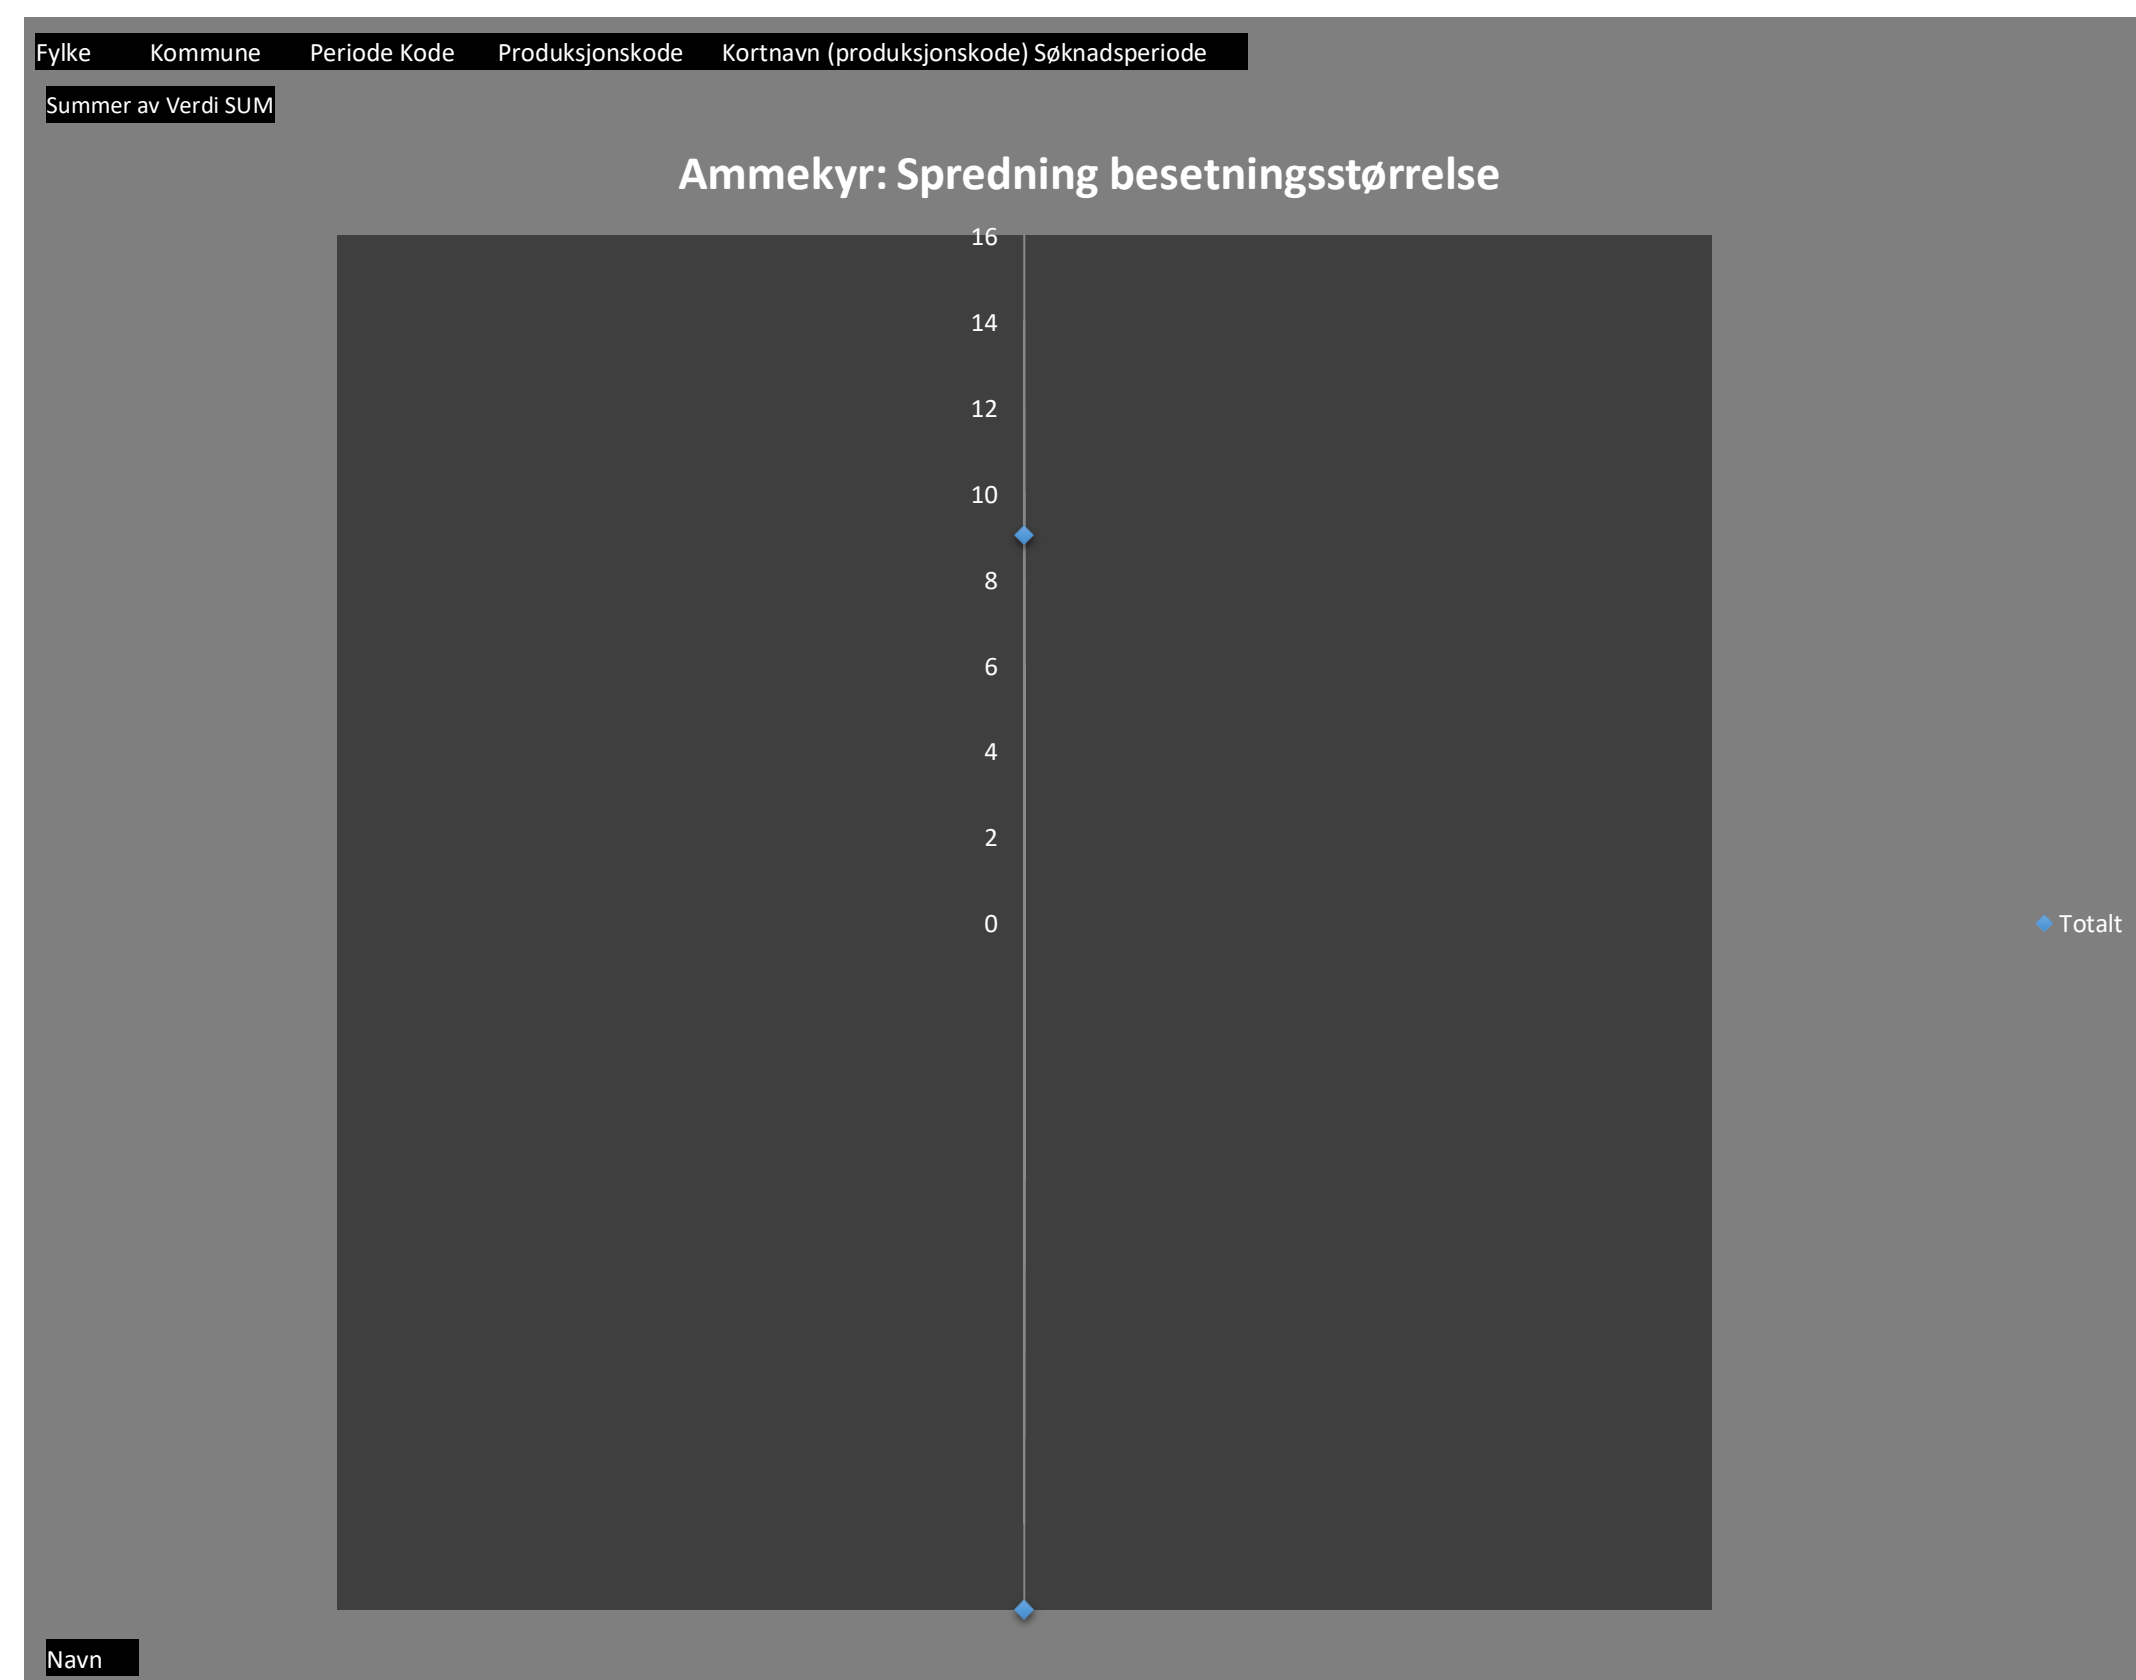 Fylke Kommune Periode Kode Produksjonskode Kortnavn (produksjonskode) Søknadsperiode
Summer av Verdi SUM
Ammekyr: Spredning besetningsstørrelse
16
14
12
10
8
6
4
2
0
Totalt
Navn